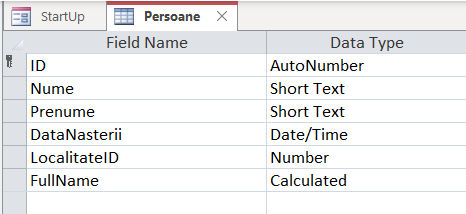 StartUp Persoane
Field Name Data Type
ID AutoNumber
Nume Short Text
Prenume Short Text
DataNasterii Date/Time
LocalitateID Number
FullName Calculated